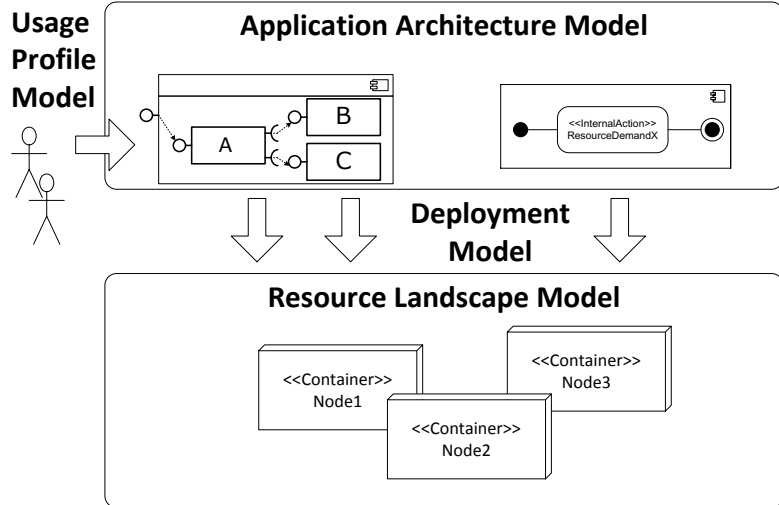 Usage
Profile
Model
Application Architecture Model
A
B
C
<<InternalAction>>
ResourceDemandX
Deployment
Model
Resource Landscape Model
<<Container>>
Node1
<<Container>>
Node2
<<Container>>
Node3